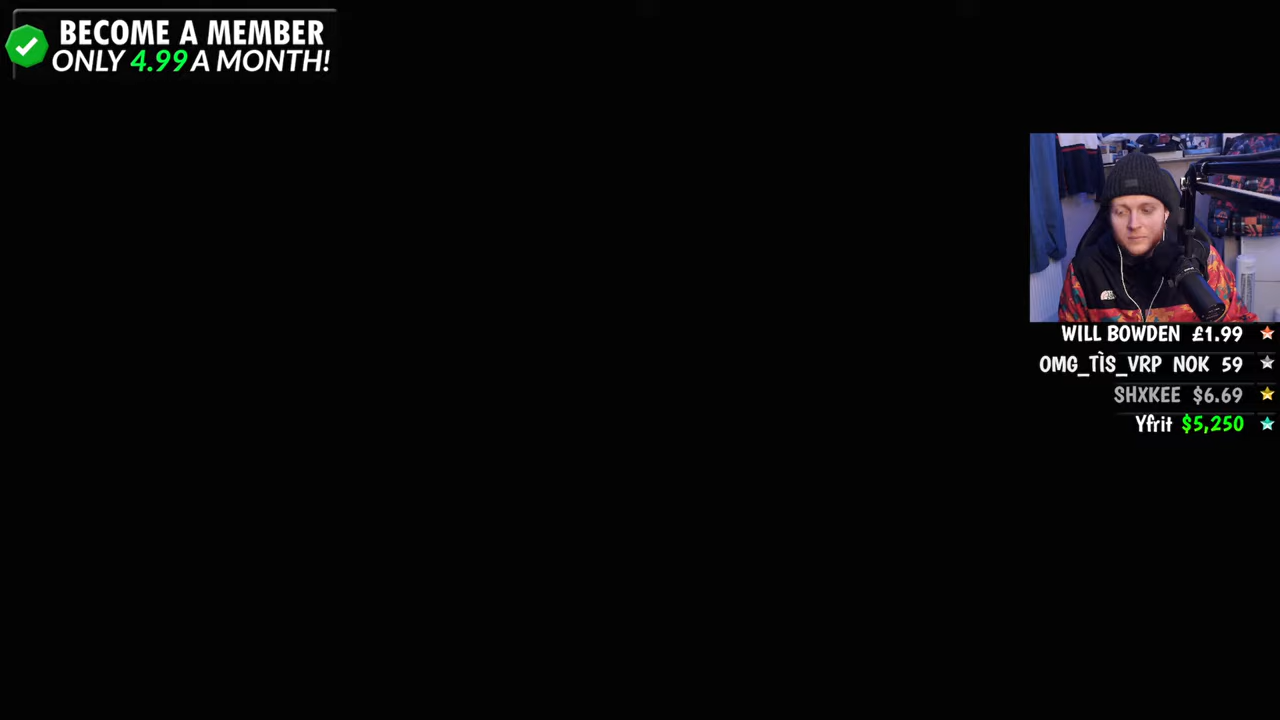 BECOME A MEMBER
ONLY 4.99 A MONTH!
WILL BOWDEN £1.99
OMG_TÌS_VRP NOK 59
SHXKEE $6.69
Yfrit $5,250